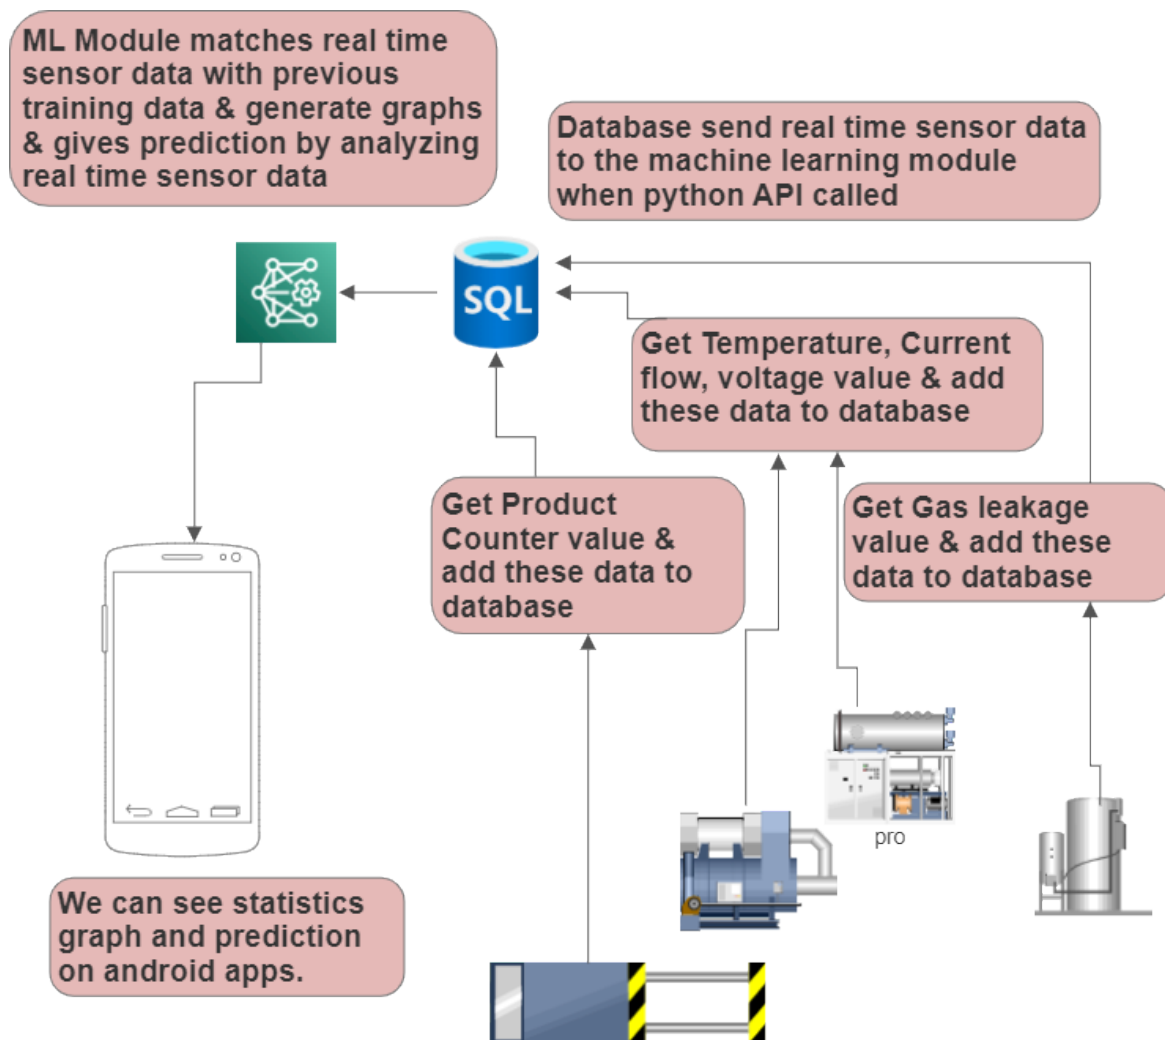 ML Module matches real time
sensor data with previous
training data & generate graphs
& gives prediction by analyzing
real time sensor data
Database send real time sensor data
to the machine learning module
when python API called
SQL
Get Temperature, Current
flow, voltage value & add
these data to database
Get Product
Counter value &
add these data to
database
Get Gas leakage
value & add these
data to database
pro
We can see statistics
graph and prediction
on android apps.